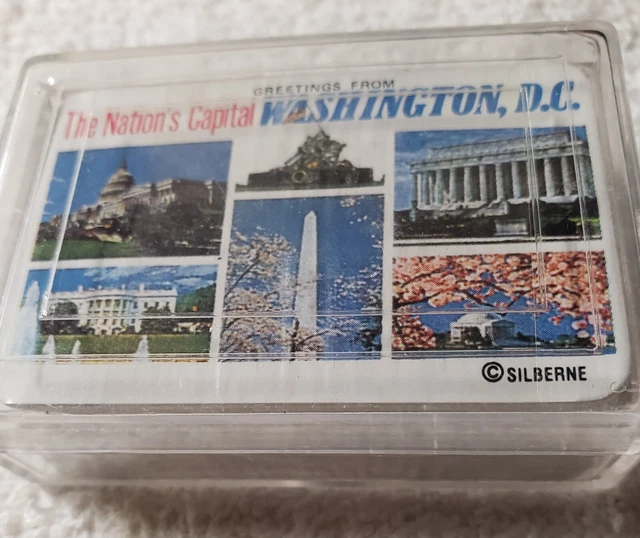 GREETINGS FROM
The Nation's Capital WASHINGTON, D.C.
© SILBERNE